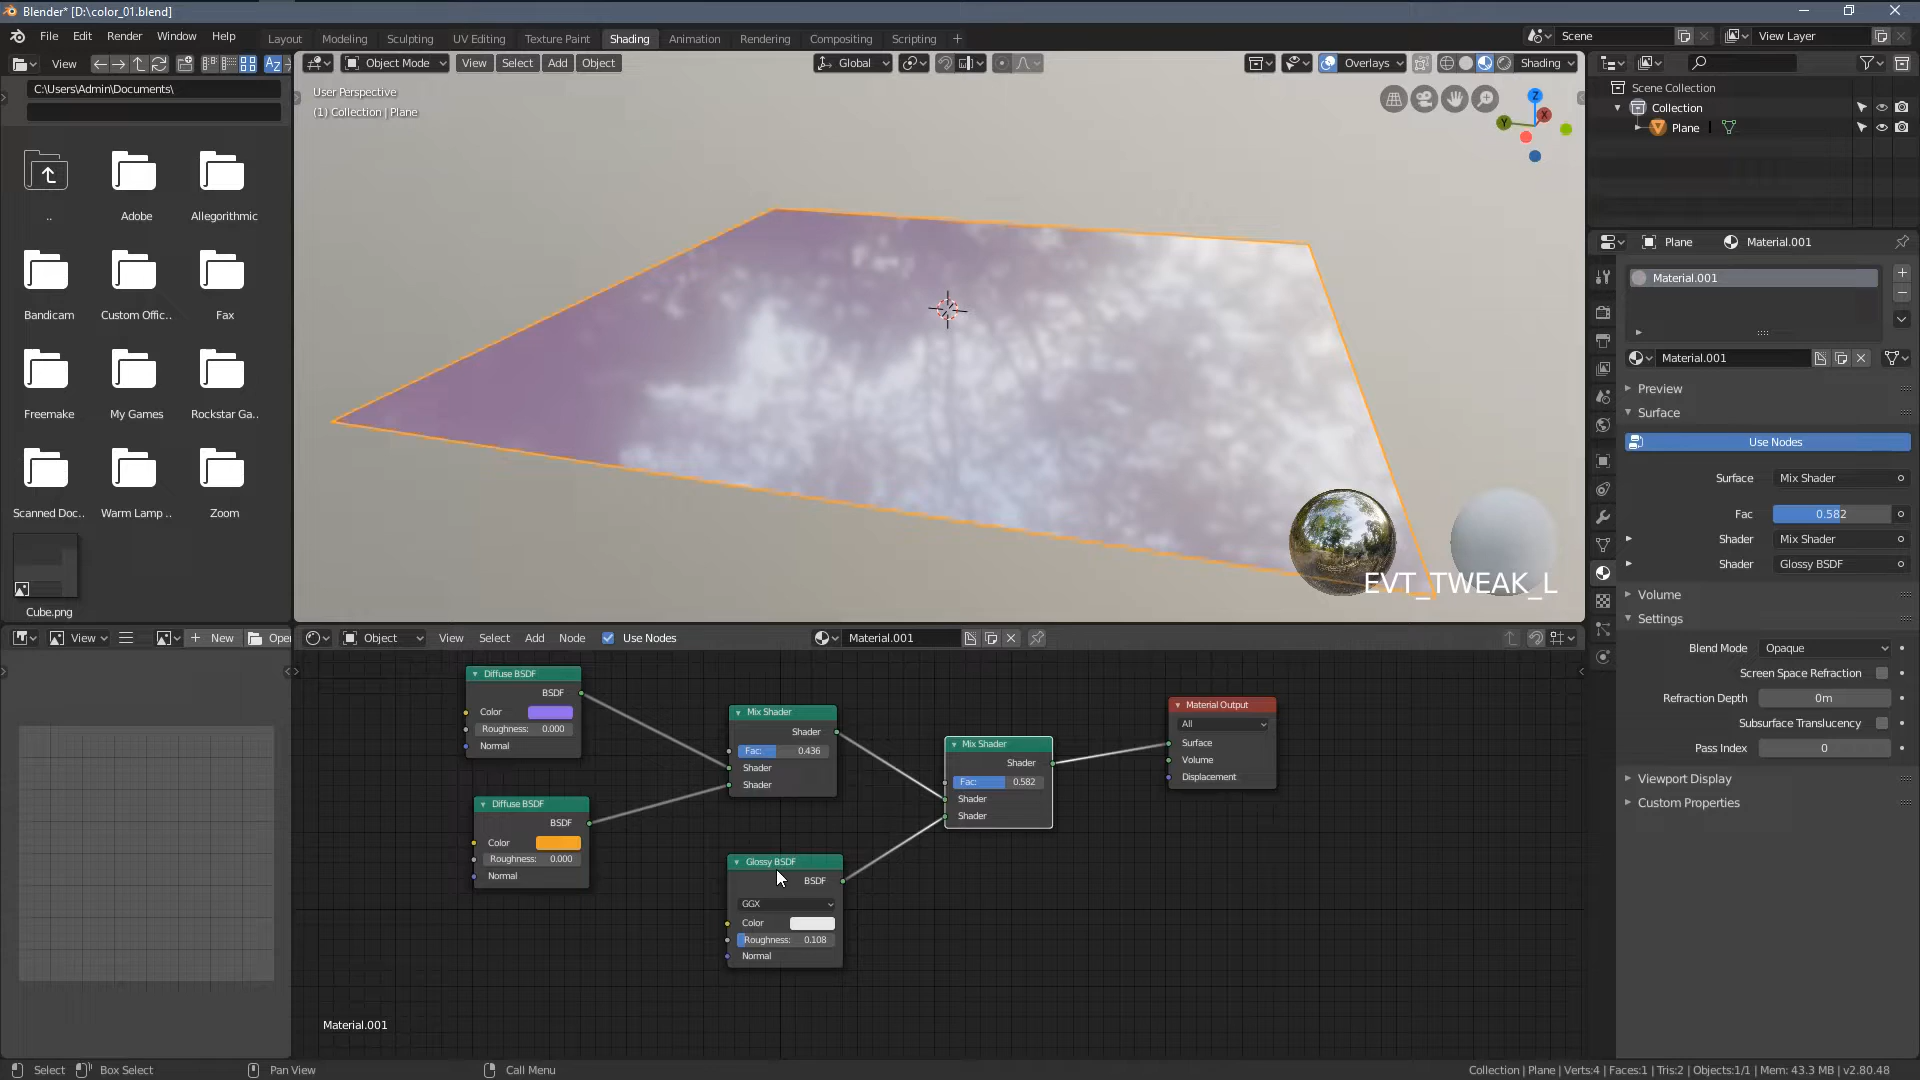 Blender* [D:\color_01.blend]
File Edit Render Window Help
Layout Modeling Sculpting UV Editing Texture Paint Shading Animation Rendering Compositing Scripting
Scene
View Layer
View
Object Mode View Select Add Object
Global
Overlays
Shading
C:\Users\Admin\Documents\
User Perspective
(1) Collection | Plane
Z
X
Y
Scene Collection
Collection
Plane
..
Adobe
Allegorithmic
Bandicam
Custom Offic..
Fax
Freemake
My Games
Rockstar Ga..
Scanned Doc..
Warm Lamp ..
Zoom
Cube.png
EVT_TWEAK_L
Plane Material.001
Material.001
Material.001
Preview
Surface
Use Nodes
Surface Mix Shader
Fac 0.582
Shader Mix Shader
Shader Glossy BSDF
Volume
Settings
Blend Mode Opaque
Screen Space Refraction
Refraction Depth 0m
Subsurface Translucency
Pass Index 0
Viewport Display
Custom Properties
View New Open
Object View Select Add Node Use Nodes Material.001
Diffuse BSDF
BSDF
Color
Roughness: 0.000
Normal
Diffuse BSDF
BSDF
Color
Roughness: 0.000
Normal
Mix Shader
Shader
Fac: 0.436
Shader
Shader
Glossy BSDF
BSDF
GGX
Color
Roughness: 0.108
Normal
Mix Shader
Shader
Fac: 0.582
Shader
Shader
Material Output
All
Surface
Volume
Displacement
Material.001
Select Box Select Pan View Call Menu
Collection | Plane | Verts:4 | Faces:1 | Tris:2 | Objects:1/1 | Mem: 43.3 MB | v2.80.48